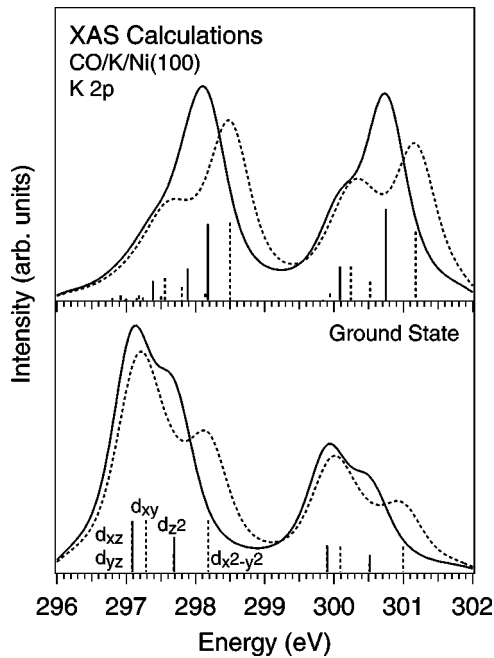 XAS Calculations
CO/K/Ni(100)
K 2p
Intensity (arb. units)
Ground State
dxy
dxz
dz2
dyz
dx2-y2
296 297 298 299 300 301 302
Energy (eV)